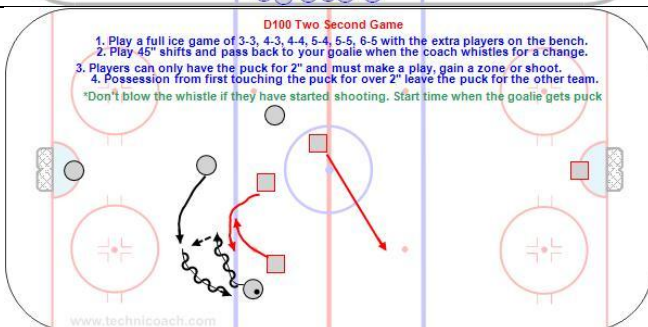 D100 Two Second Game
1. Play a full ice game of 3-3, 4-3, 4-4, 5-4, 5-5, 6-5 with the extra players on the bench.
2. Play 45" shifts and pass back to your goalie when the coach whistles for a change.
3. Players can only have the puck for 2" and must make a play, gain a zone or shoot.
4. Possession from first touching the puck for over 2" leave the puck for the other team.
*Don't blow the whistle if they have started shooting. Start time when the goalie gets puck
www.technicoach.com